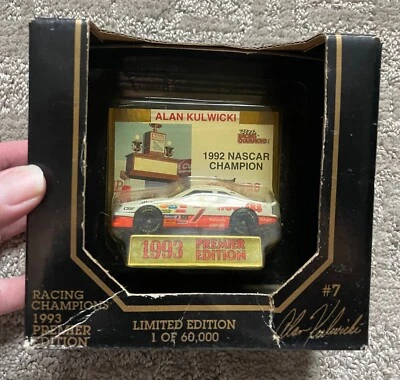 ALAN KULWICKI
RACING
CHAMPIONS
1992 NASCAR
CHAMPION
7
1993 PREMIER
EDITION
RACING
CHAMPIONS
1993
PREMIER
EDITION
LIMITED EDITION
1 OF 60,000
#7
Alan Kulwicki